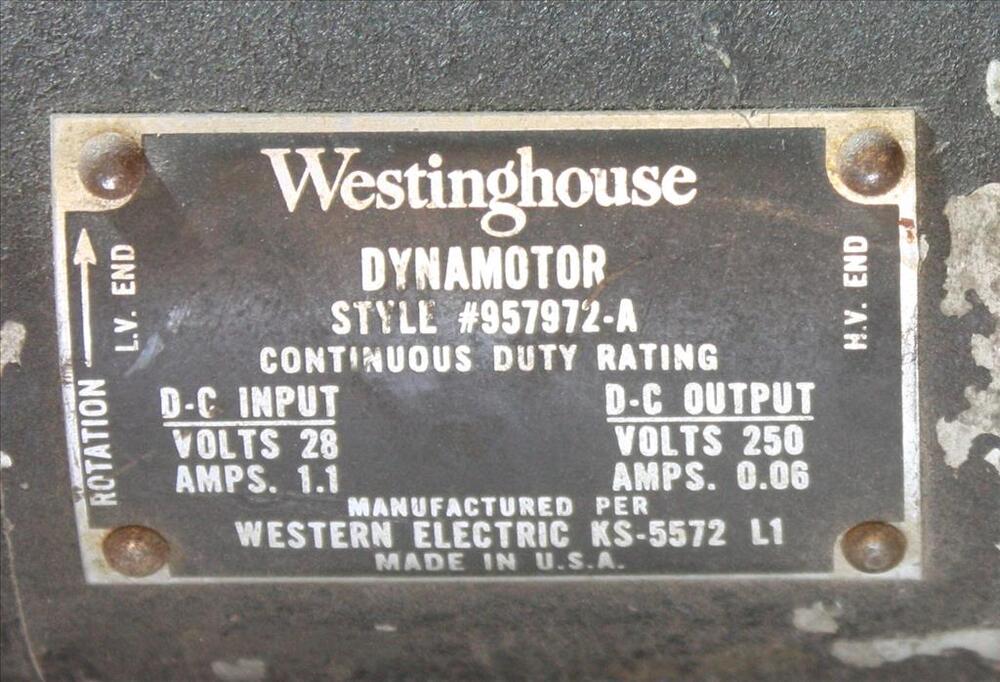 Westinghouse
DYNAMOTOR
STYLE #957972-A
CONTINUOUS DUTY RATING
D-C INPUT
VOLTS 28
AMPS. 1.1
D-C OUTPUT
VOLTS 250
AMPS. 0.06
MANUFACTURED PER
WESTERN ELECTRIC KS-5572 L1
MADE IN U.S.A.
ROTATION
L.V. END
H.V. END